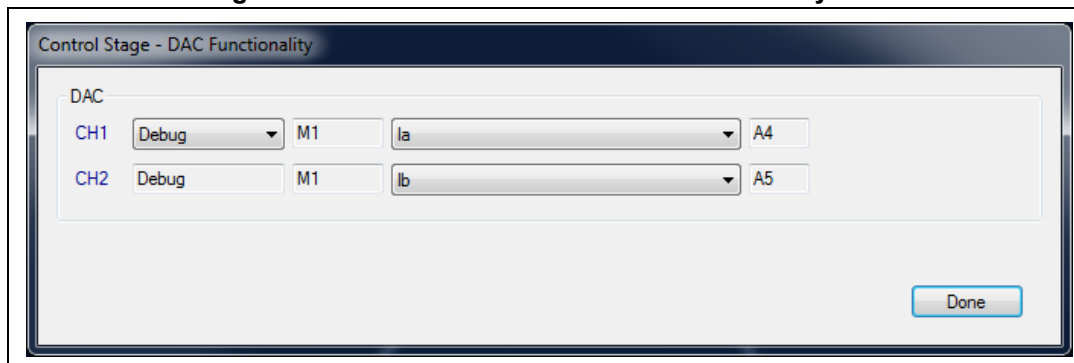 Control Stage - DAC Functionality
DAC
CH1 Debug M1 Ia A4
CH2 Debug M1 Ib A5
Done